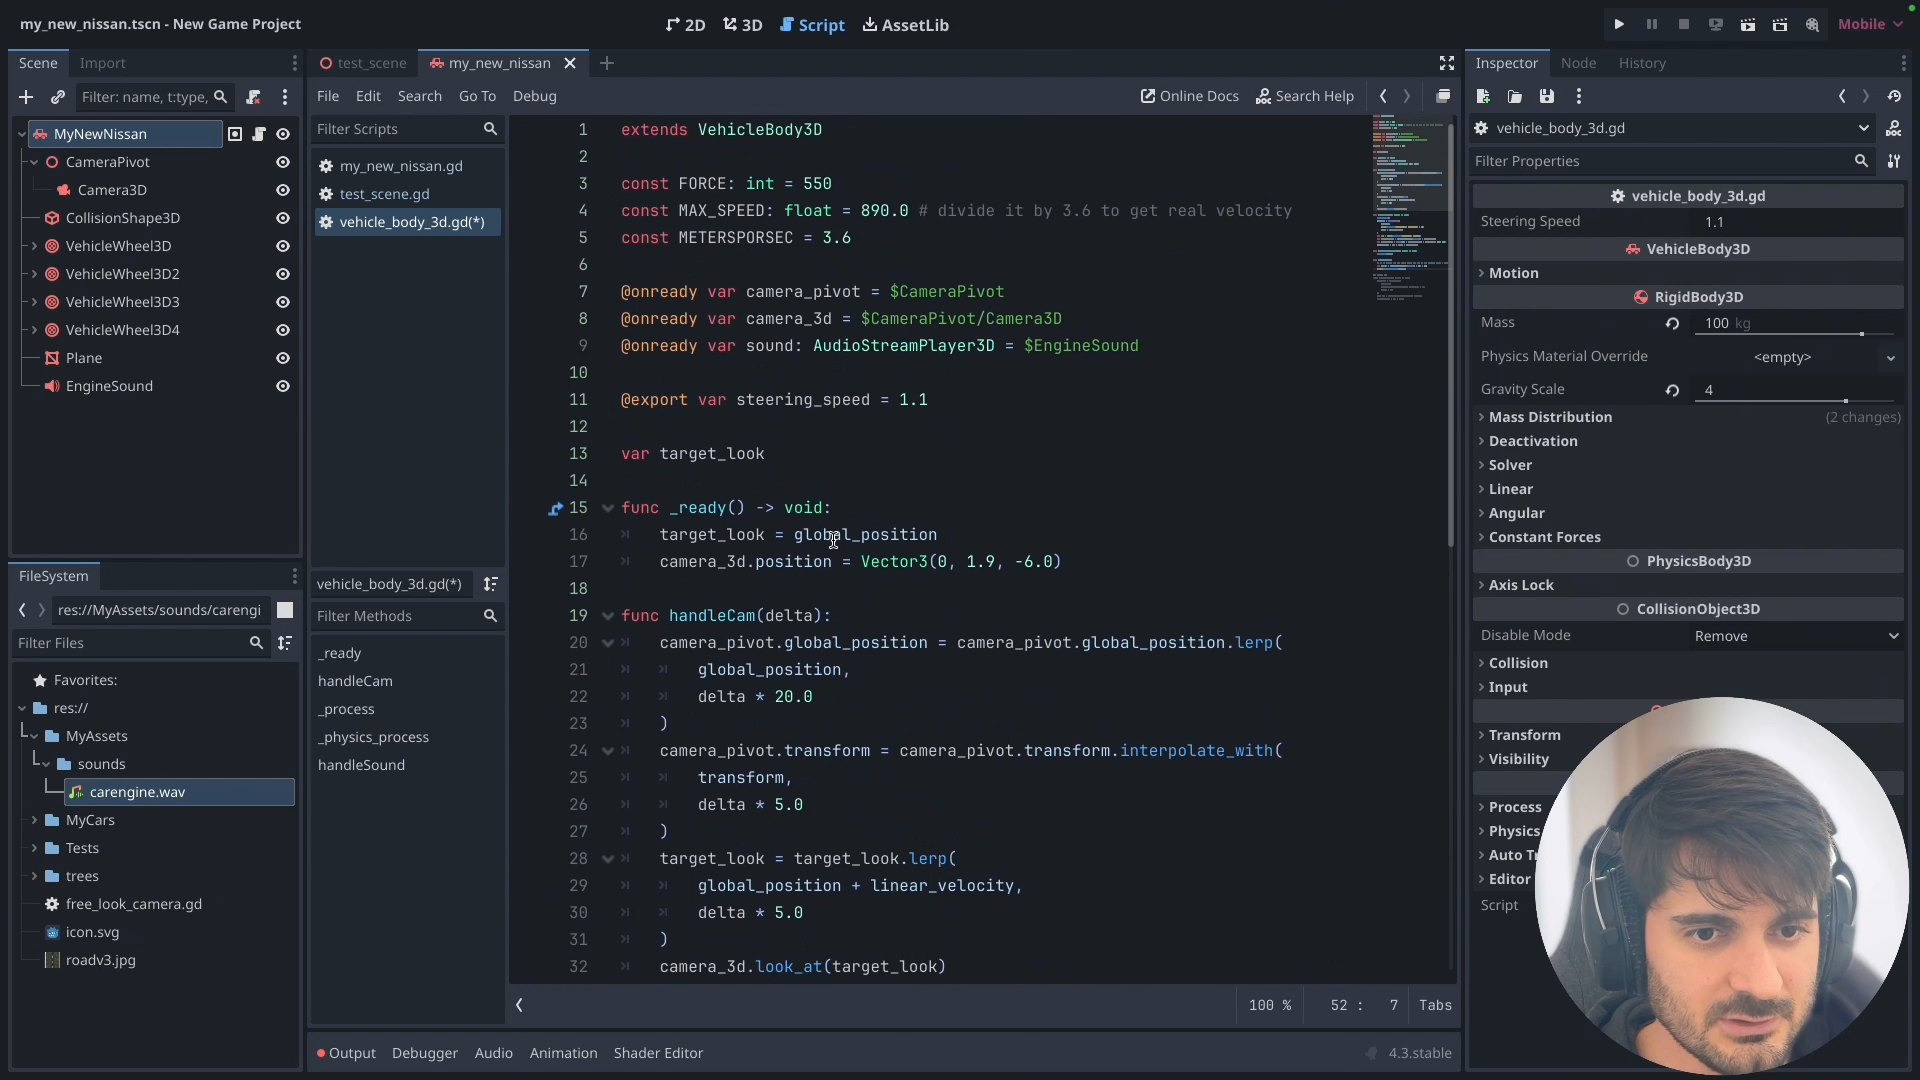 my_new_nissan.tscn - New Game Project
2D
3D
Script
AssetLib
Mobile
Scene
Import
Filter: name, t:type,
MyNewNissan
CameraPivot
Camera3D
CollisionShape3D
VehicleWheel3D
VehicleWheel3D2
VehicleWheel3D3
VehicleWheel3D4
Plane
EngineSound
FileSystem
res://MyAssets/sounds/carengi
Filter Files
Favorites:
res://
MyAssets
sounds
carengine.wav
MyCars
Tests
trees
free_look_camera.gd
icon.svg
roadv3.jpg
test_scene
my_new_nissan
File Edit Search Go To Debug
Online Docs
Search Help
Filter Scripts
my_new_nissan.gd
test_scene.gd
vehicle_body_3d.gd(*)
vehicle_body_3d.gd(*)
Filter Methods
_ready
handleCam
_process
_physics_process
handleSound
1 extends VehicleBody3D
2
3 const FORCE: int = 550
4 const MAX_SPEED: float = 890.0 # divide it by 3.6 to get real velocity
5 const METERSPORSEC = 3.6
6
7 @onready var camera_pivot = $CameraPivot
8 @onready var camera_3d = $CameraPivot/Camera3D
9 @onready var sound: AudioStreamPlayer3D = $EngineSound
10
11 @export var steering_speed = 1.1
12
13 var target_look
14
15 func _ready() -> void:
16 target_look = global_position
17 camera_3d.position = Vector3(0, 1.9, -6.0)
18
19 func handleCam(delta):
20 camera_pivot.global_position = camera_pivot.global_position.lerp(
21 global_position,
22 delta * 20.0
23 )
24 camera_pivot.transform = camera_pivot.transform.interpolate_with(
25 transform,
26 delta * 5.0
27 )
28 target_look = target_look.lerp(
29 global_position + linear_velocity,
30 delta * 5.0
31 )
32 camera_3d.look_at(target_look)
100 % 52 : 7 Tabs
Output Debugger Audio Animation Shader Editor
4.3.stable
Inspector
Node
History
vehicle_body_3d.gd
Filter Properties
vehicle_body_3d.gd
Steering Speed 1.1
VehicleBody3D
Motion
RigidBody3D
Mass 100 kg
Physics Material Override <empty>
Gravity Scale 4
Mass Distribution (2 changes)
Deactivation
Solver
Linear
Angular
Constant Forces
PhysicsBody3D
Axis Lock
CollisionObject3D
Disable Mode Remove
Collision
Input
Transform
Visibility
Process
Physics
Auto
Editor
Script